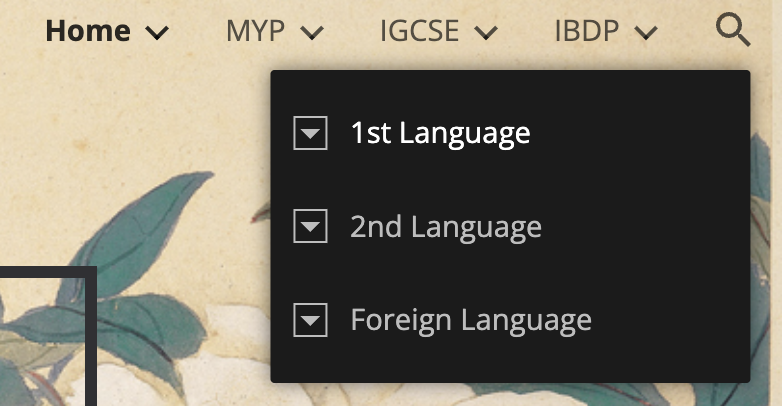 Home MYP IGCSE IBDP
1st Language
2nd Language
Foreign Language